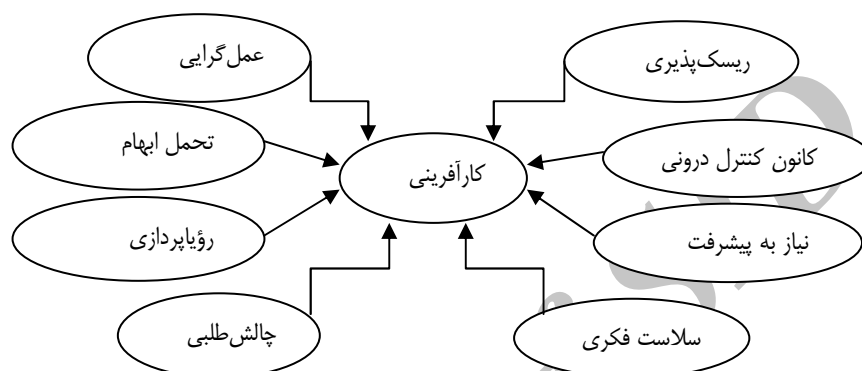 ریسک‌پذیری
عمل‌گرایی
کانون کنترل درونی
تحمل ابهام
کارآفرینی
نیاز به پیشرفت
رؤیاپردازی
سلاست فکری
چالش‌طلبی